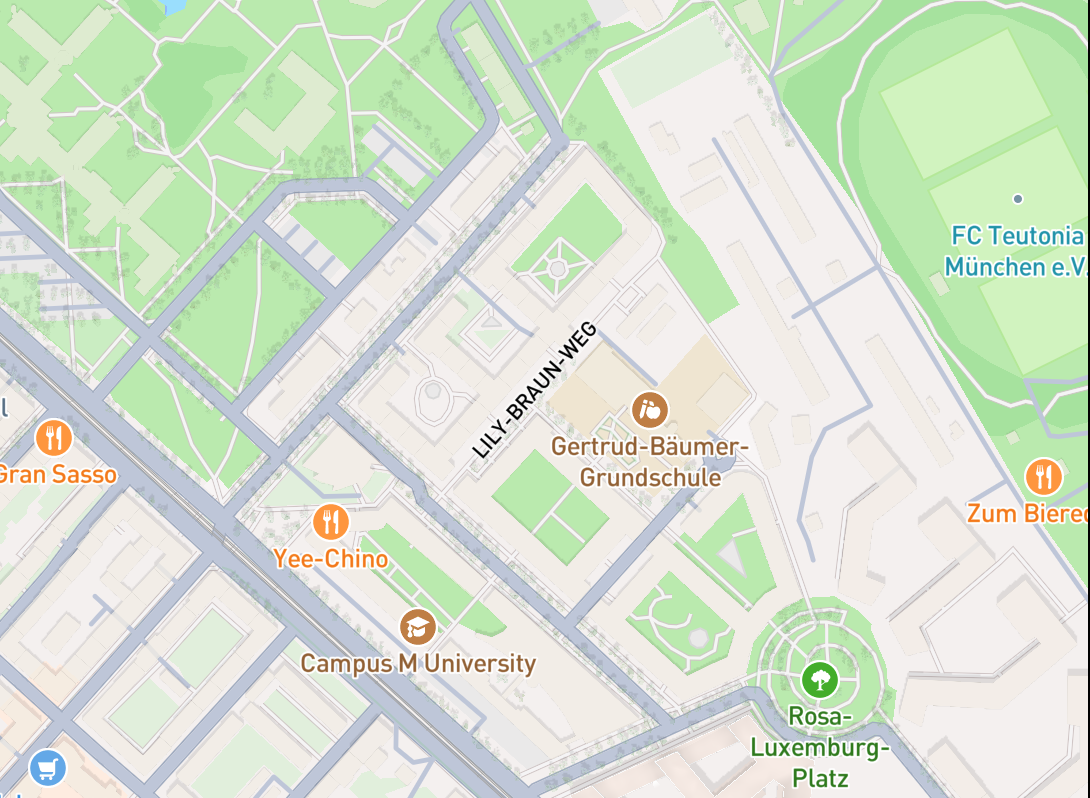 FC Teutonia
München e.V.
LILY-BRAUN-WEG
l
Gran Sasso
Gertrud-Bäumer-
Grundschule
Zum Biere
Yee-Chino
Campus M University
Rosa-
Luxemburg-
Platz